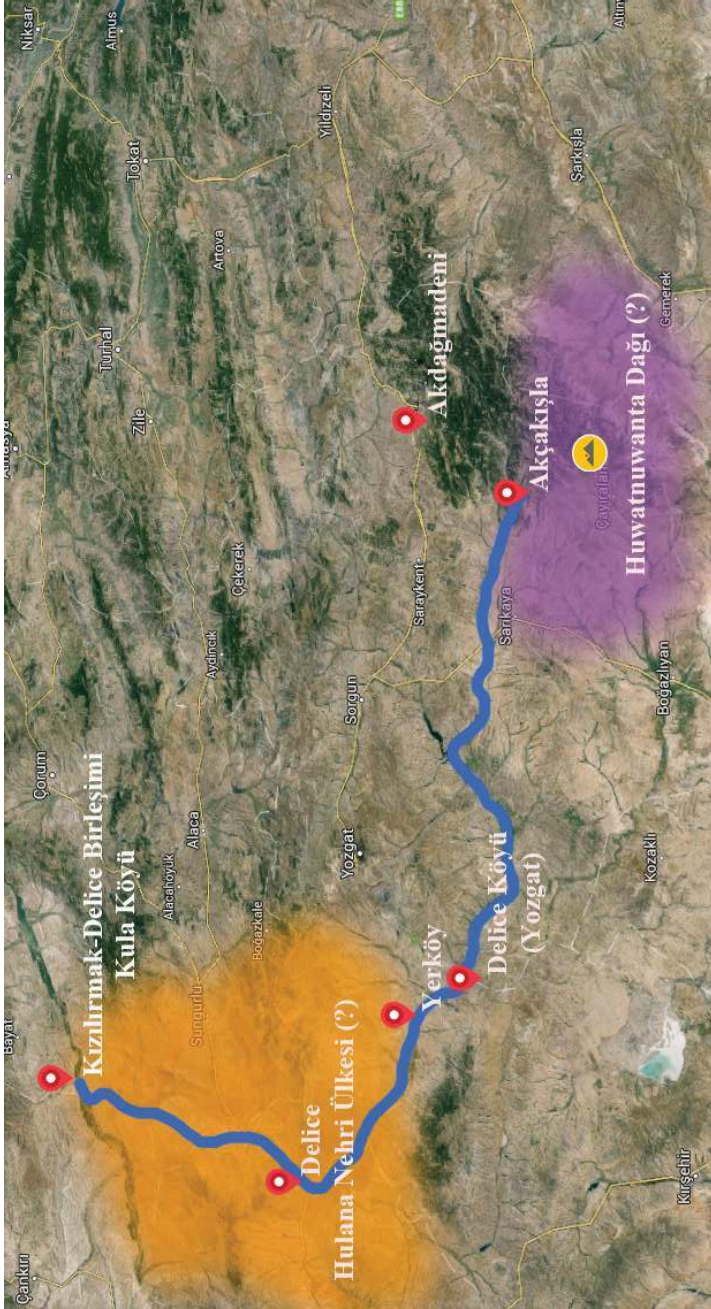 Çankırı
Bayat
Niksar
Çorum
Almus
Kızılırmak-Delice Birleşimi
Kula Köyü
Turhal
Tokat
Zile
Alacahöyük
Alaca
Sungurlu
Aydıncık
Artova
Çekerek
Boğazkale
Delice
Yıldızeli
Hulana Nehri Ülkesi (?)
Yozgat
Sorgun
Saraykent
Yerköy
Akdağmadeni
Delice Köyü
(Yozgat)
Sarıkaya
Akçakışla
Şarkışla
Çayıralan
Huwatnuwanta Dağı (?)
Kozaklı
Boğazlıyan
Gemerek
Kırşehir